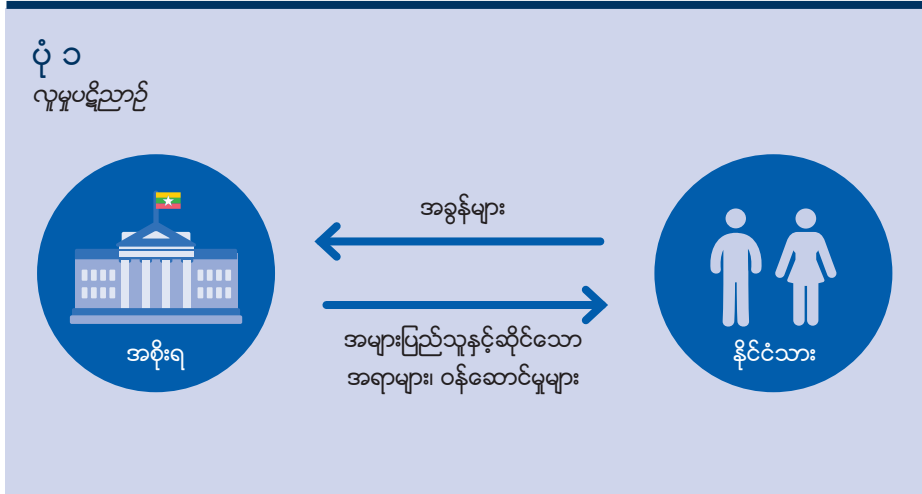 ပုံ ၁
လူမှုပဋိညာဉ်
အခွန်များ
အစိုးရ
အများပြည်သူနှင့်ဆိုင်သော
အရာများ၊ ဝန်ဆောင်မှုများ
နိုင်ငံသား